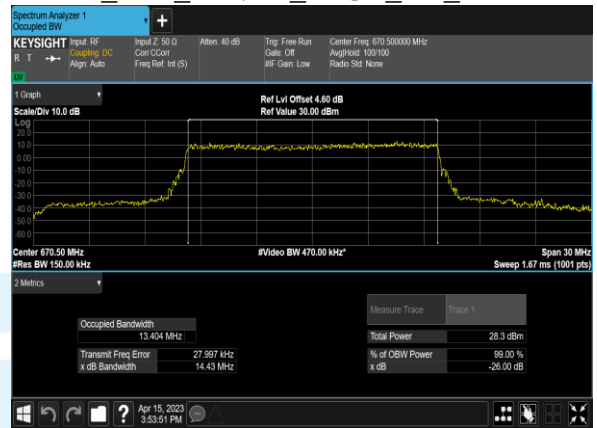 Spectrum Analyzer 1
Occupied BW
+
KEYSIGHT Input: RF Input Z: 50 Ω Atten: 40 dB Trig: Free Run Center Freq: 670.500000 MHz
Coupling: DC Corr CCorr Gate: Off Avg|Hold: 100/100
R T Align: Auto Freq Ref: Int (S) #IF Gain: Low Radio Std: None
1 Graph Ref Lvl Offset 4.60 dB
Scale/Div 10.0 dB Ref Value 30.00 dBm
Log
20.0
10.0
0.00
-10.0
-20.0
-30.0
-40.0
-50.0
-60.0
Center 670.50 MHz #Video BW 470.00 kHz* Span 30 MHz
#Res BW 150.00 kHz Sweep 1.67 ms (1001 pts)
2 Metrics
Measure Trace Trace 1
Occupied Bandwidth
13.404 MHz Total Power 28.3 dBm
Transmit Freq Error 27.997 kHz % of OBW Power 99.00 %
x dB Bandwidth 14.43 MHz x dB -26.00 dB
? Apr 15, 2023
3:53:51 PM